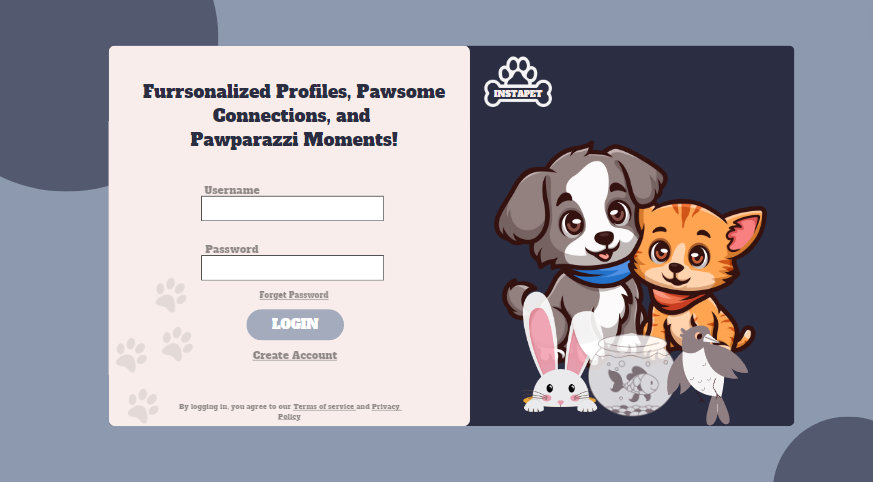 Furrsonalized Profiles, Pawsome
Connections, and
Pawparazzi Moments!
Username
Password
Forget Password
LOGIN
Create Account
By logging in, you agree to our Terms of service and Privacy
Policy
INSTAPET